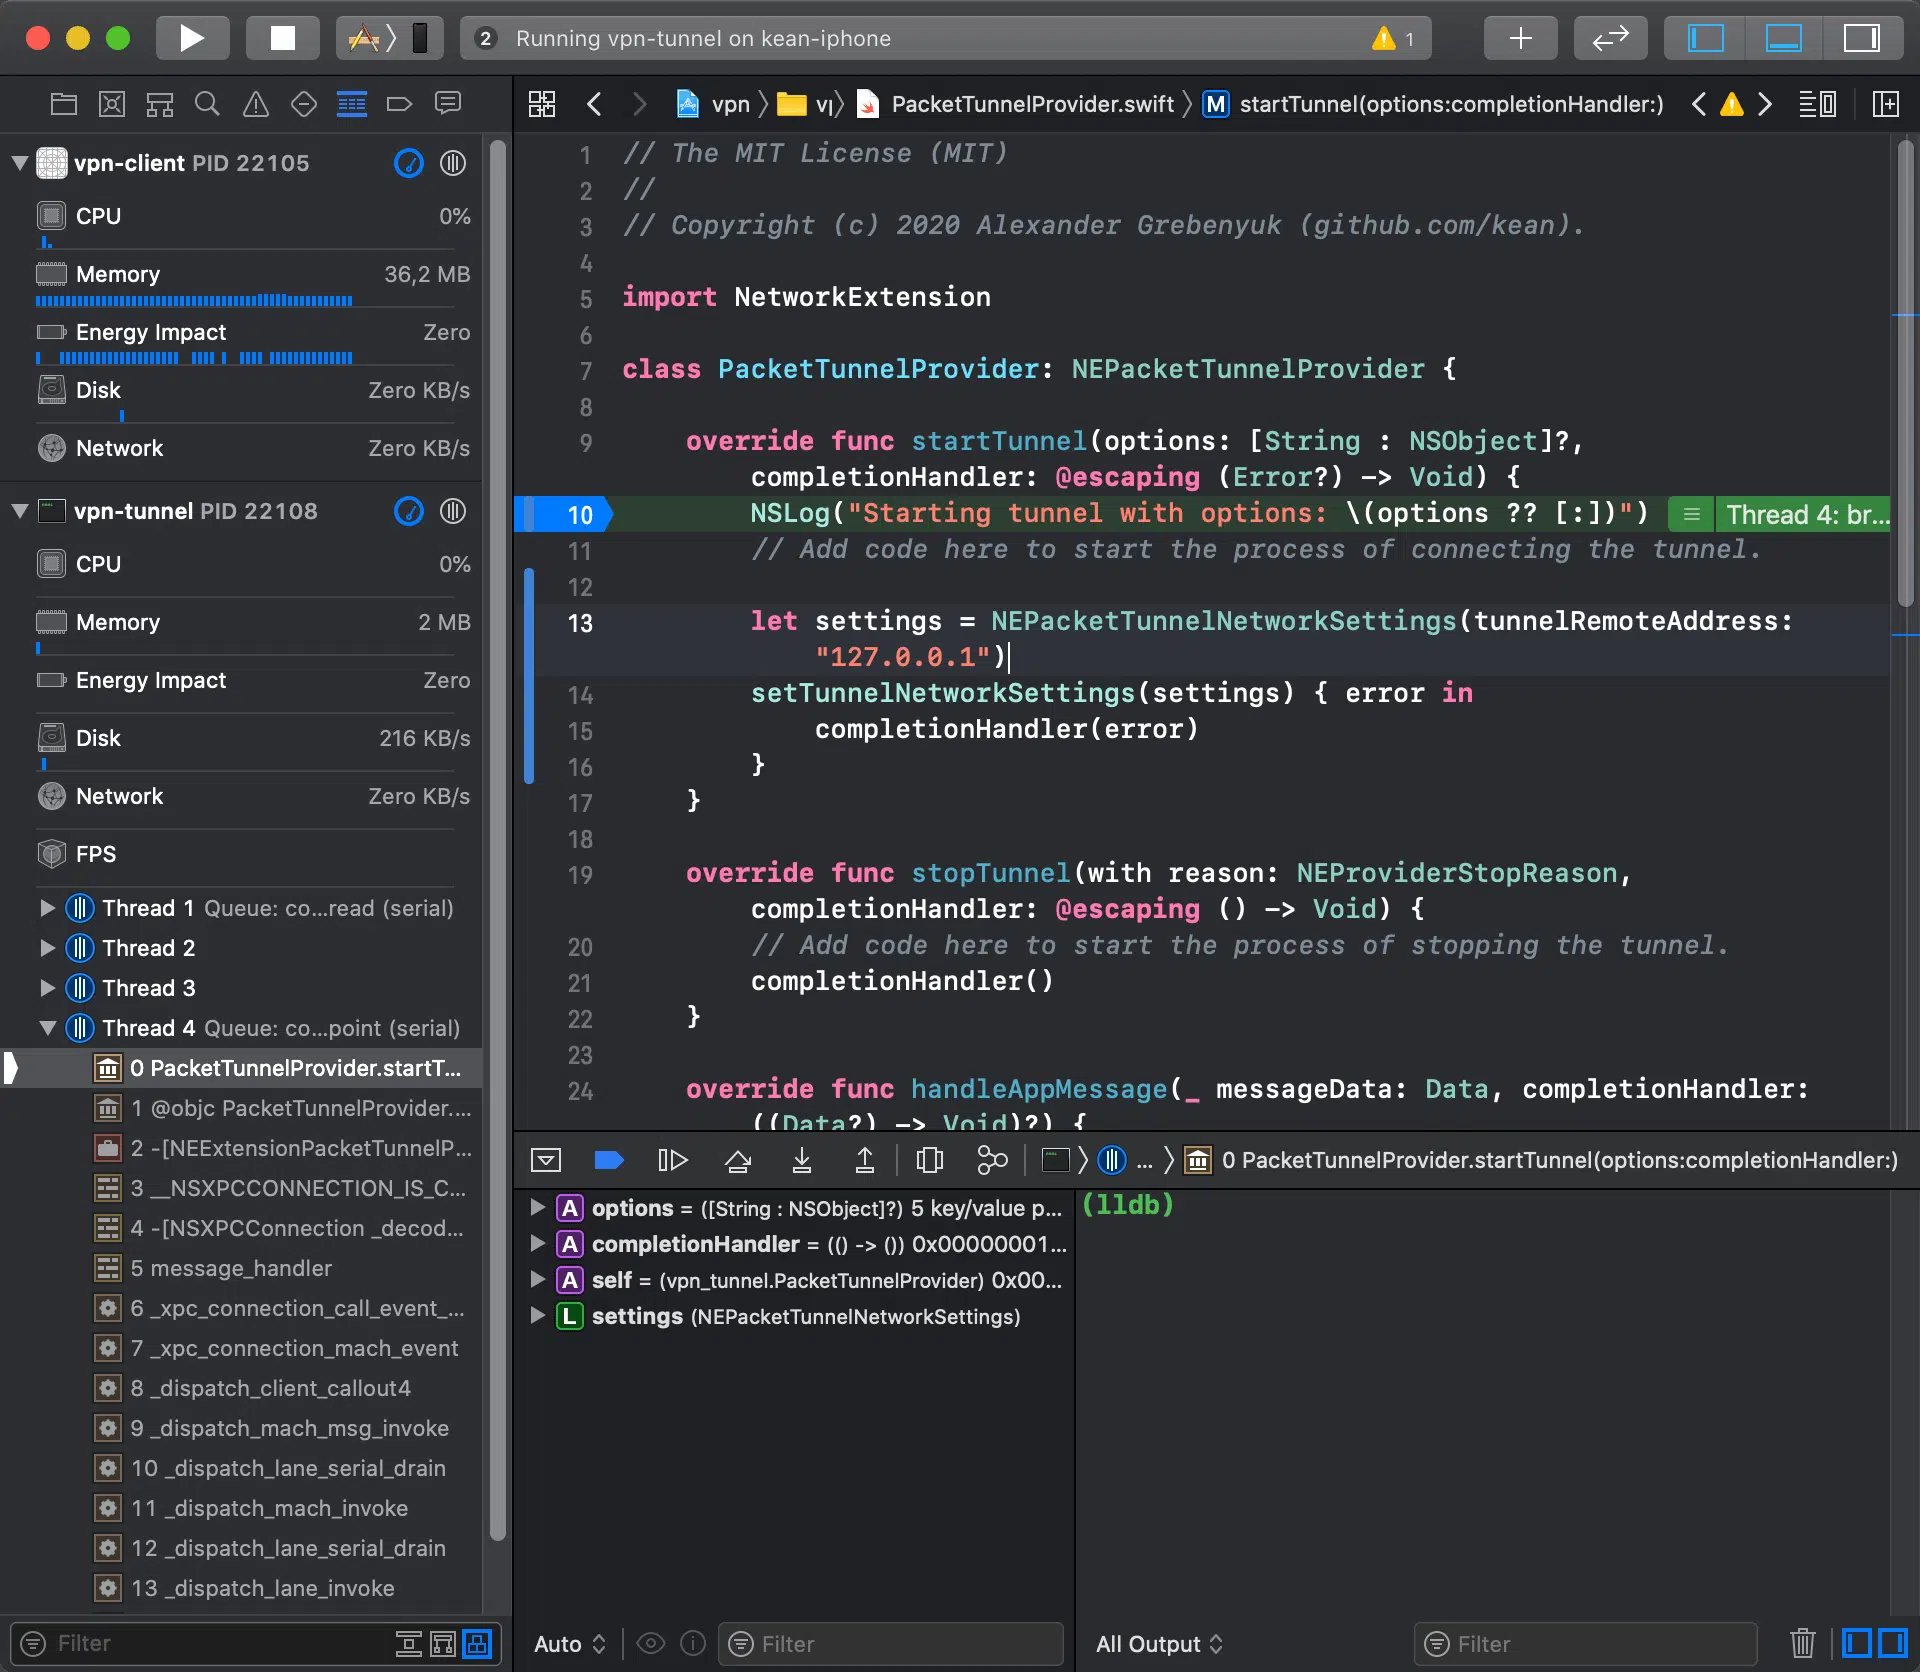 2 Running vpn-tunnel on kean-iphone 1
vpn PacketTunnelProvider.swift M startTunnel(options:completionHandler:)
vpn-client PID 22105
CPU 0%
Memory 36,2 MB
Energy Impact Zero
Disk Zero KB/s
Network Zero KB/s
vpn-tunnel PID 22108
CPU 0%
Memory 2 MB
Energy Impact Zero
Disk 216 KB/s
Network Zero KB/s
FPS
Thread 1 Queue: co...read (serial)
Thread 2
Thread 3
Thread 4 Queue: co...point (serial)
0 PacketTunnelProvider.startT...
1 @objc PacketTunnelProvider....
2 -[NEExtensionPacketTunnelP...
3 __NSXPCCONNECTION_IS_C...
4 -[NSXPCConnection _decod...
5 message_handler
6 _xpc_connection_call_event_...
7 _xpc_connection_mach_event
8 _dispatch_client_callout4
9 _dispatch_mach_msg_invoke
10 _dispatch_lane_serial_drain
11 _dispatch_mach_invoke
12 _dispatch_lane_serial_drain
13 _dispatch_lane_invoke
Filter
1 // The MIT License (MIT)
2 //
3 // Copyright (c) 2020 Alexander Grebenyuk (github.com/kean).
4
5 import NetworkExtension
6
7 class PacketTunnelProvider: NEPacketTunnelProvider {
8
9 override func startTunnel(options: [String : NSObject]?,
completionHandler: @escaping (Error?) -> Void) {
10 NSLog("Starting tunnel with options: \(options ?? [:])") Thread 4: br...
11 // Add code here to start the process of connecting the tunnel.
12
13 let settings = NEPacketTunnelNetworkSettings(tunnelRemoteAddress:
"127.0.0.1")
14 setTunnelNetworkSettings(settings) { error in
15 completionHandler(error)
16 }
17 }
18
19 override func stopTunnel(with reason: NEProviderStopReason,
completionHandler: @escaping () -> Void) {
20 // Add code here to start the process of stopping the tunnel.
21 completionHandler()
22 }
23
24 override func handleAppMessage(_ messageData: Data, completionHandler:
((Data?) -> Void)?) {
... 0 PacketTunnelProvider.startTunnel(options:completionHandler:)
A options = ([String : NSObject]?) 5 key/value p...
A completionHandler = (() -> ()) 0x00000001...
A self = (vpn_tunnel.PacketTunnelProvider) 0x00...
L settings (NEPacketTunnelNetworkSettings)
(lldb)
Auto Filter
All Output Filter